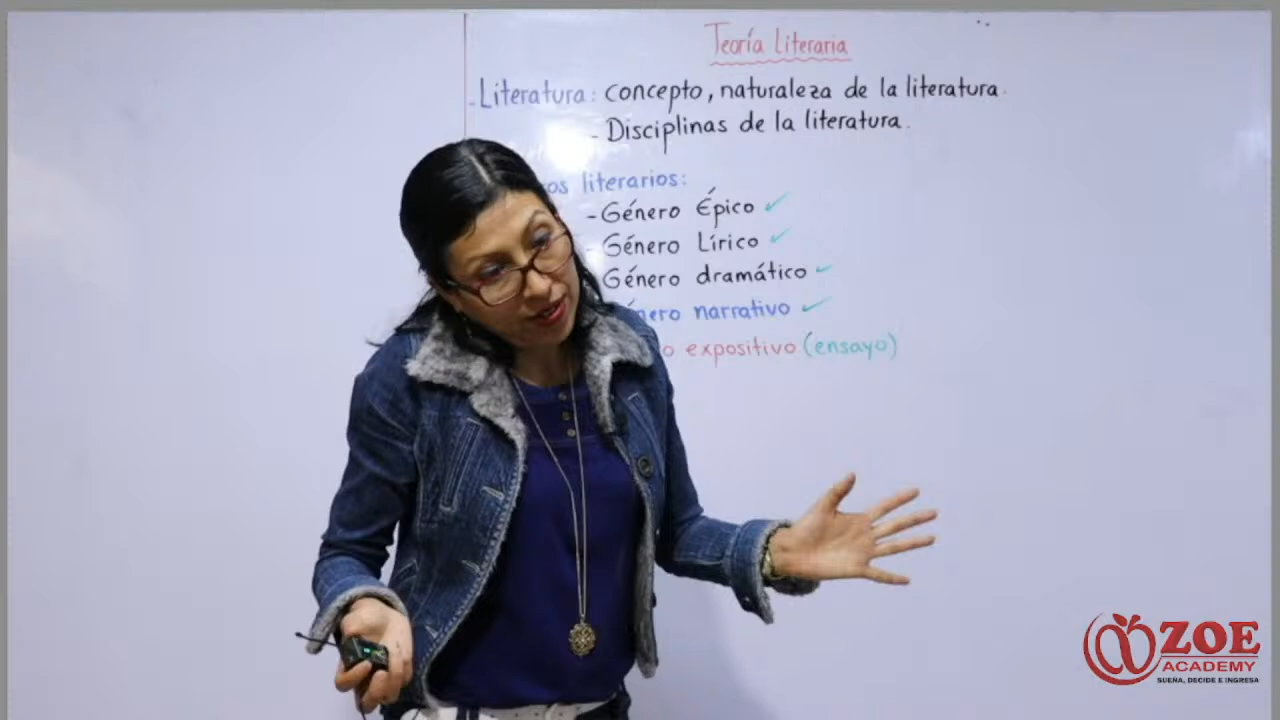 Teoría Literaria
- Literatura: concepto, naturaleza de la literatura.
- Disciplinas de la literatura.
literarios:
- Género Épico ✓
- Género Lírico ✓
Género dramático ✓
narrativo ✓
expositivo (ensayo)
ZOE
ACADEMY
SUEÑA, DECIDE E INGRESA